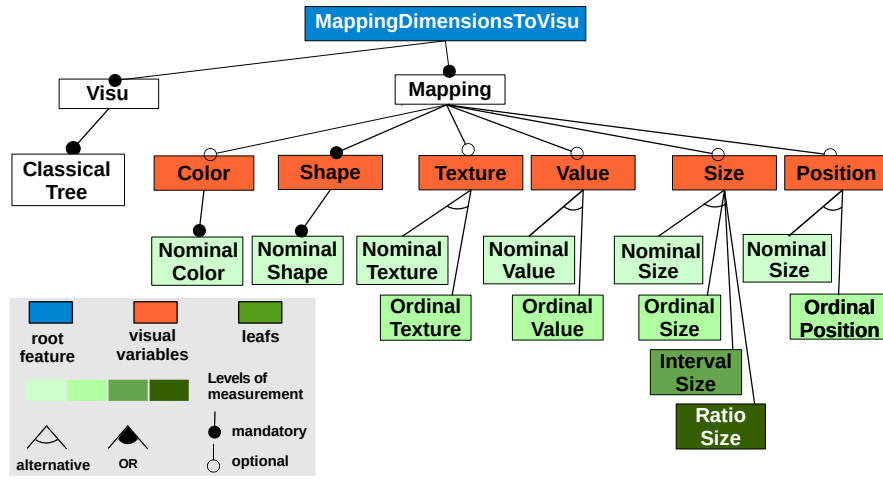 MappingDimensionsToVisu
Visu
Mapping
Classical
Tree
Color
Shape
Texture
Value
Size
Position
Nominal
Color
Nominal
Shape
Nominal
Texture
Nominal
Value
Nominal
Size
Nominal
Size
Ordinal
Texture
Ordinal
Value
Ordinal
Size
Ordinal
Position
Interval
Size
Ratio
Size
root
feature
visual
variables
leafs
Levels of
measurement
mandatory
optional
alternative
OR